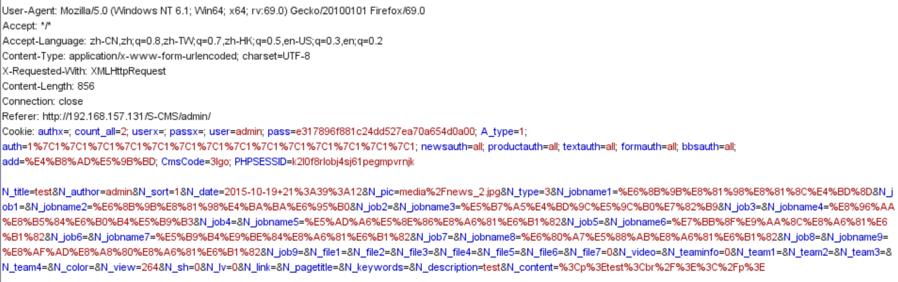 User-Agent: Mozilla/5.0 (Windows NT 6.1; Win64; x64; rv:69.0) Gecko/20100101 Firefox/69.0
Accept: */*
Accept-Language: zh-CN,zh;q=0.8,zh-TW;q=0.7,zh-HK;q=0.5,en-US;q=0.3,en;q=0.2
Content-Type: application/x-www-form-urlencoded; charset=UTF-8
X-Requested-With: XMLHttpRequest
Content-Length: 856
Connection: close
Referer: http://192.168.157.131/S-CMS/admin/
Cookie: authx=; count_all=2; userx=; passx=; user=admin; pass=e317896f881c24dd527ea70a654d0a00; A_type=1;
auth=1%7C1%7C1%7C1%7C1%7C1%7C1%7C1%7C1%7C1%7C1%7C1%7C1%7C1; newsauth=all; productauth=all; textauth=all; formauth=all; bbsauth=all;
add=%E4%B8%AD%E5%9B%BD; CmsCode=3lgo; PHPSESSID=k2l0f8rlobj4sj61pegmpvrnjk
N_title=test&N_author=admin&N_sort=1&N_date=2015-10-19+21%3A39%3A12&N_pic=media%2Fnews_2.jpg&N_type=3&N_jobname1=%E6%8B%9B%E8%81%98%E8%81%8C%E4%BD%8D&N_j
ob1=&N_jobname2=%E6%8B%9B%E8%81%98%E4%BA%BA%E6%95%B0&N_job2=&N_jobname3=%E5%B7%A5%E4%BD%9C%E5%9C%B0%E7%82%B9&N_job3=&N_jobname4=%E8%96%AA
%E8%B5%84%E6%B0%B4%E5%B9%B3&N_job4=&N_jobname5=%E5%AD%A6%E5%8E%86%E8%A6%81%E6%B1%82&N_job5=&N_jobname6=%E7%BB%8F%E9%AA%8C%E8%A6%81%E6
%B1%82&N_job6=&N_jobname7=%E5%B9%B4%E9%BE%84%E8%A6%81%E6%B1%82&N_job7=&N_jobname8=%E6%80%A7%E5%88%AB%E8%A6%81%E6%B1%82&N_job8=&N_jobname9=
%E8%AF%AD%E8%A8%80%E8%A6%81%E6%B1%82&N_job9=&N_file1=&N_file2=&N_file3=&N_file4=&N_file5=&N_file6=&N_file7=0&N_video=&N_teaminfo=0&N_team1=&N_team2=&N_team3=&
N_team4=&N_color=&N_view=264&N_sh=0&N_lv=0&N_link=&N_pagetitle=&N_keywords=&N_description=test&N_content=%3Cp%3Etest%3Cbr%2F%3E%3C%2Fp%3E